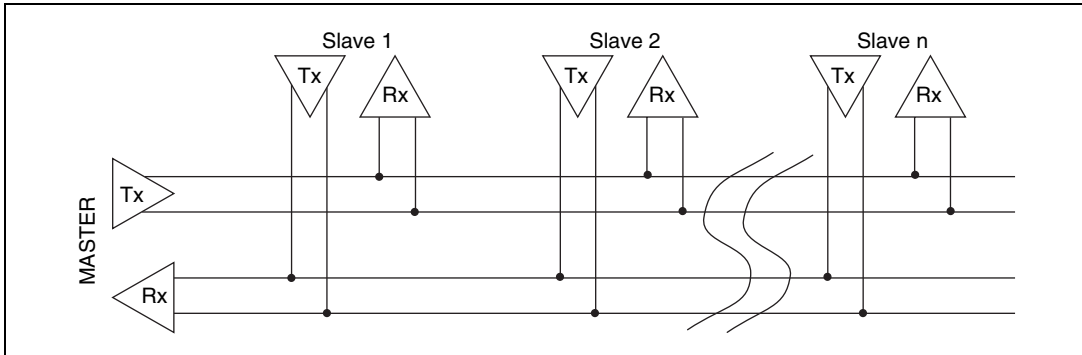 Slave 1
Slave 2
Slave n
Tx
Rx
Tx
Rx
Tx
Rx
MASTER
Tx
Rx